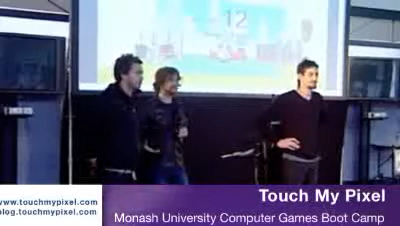 12
Touch My Pixel
www.touchmypixel.com
blog.touchmypixel.com
Monash University Computer Games Boot Camp